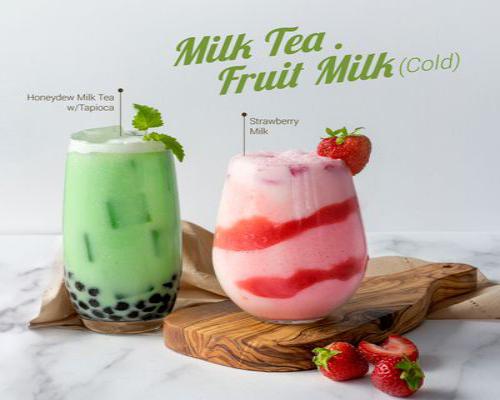 Milk Tea .
Fruit Milk (Cold)
Honeydew Milk Tea
w/Tapioca
Strawberry
Milk